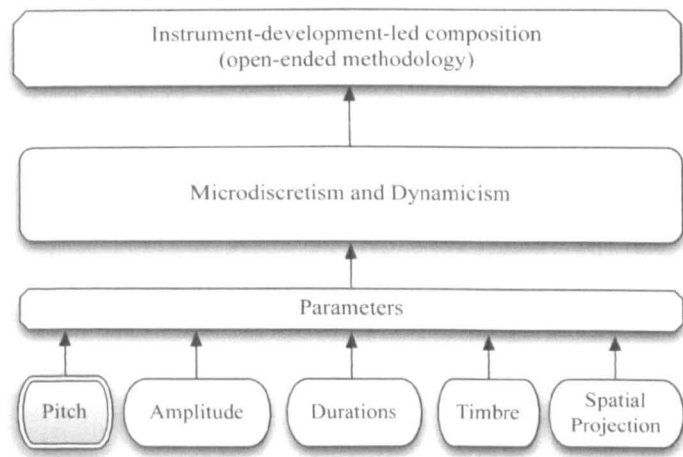 Instrument-development-led composition
(open-ended methodology)
Microdiscretism and Dynamicism
Parameters
Pitch
Amplitude
Durations
Timbre
Spatial
Projection